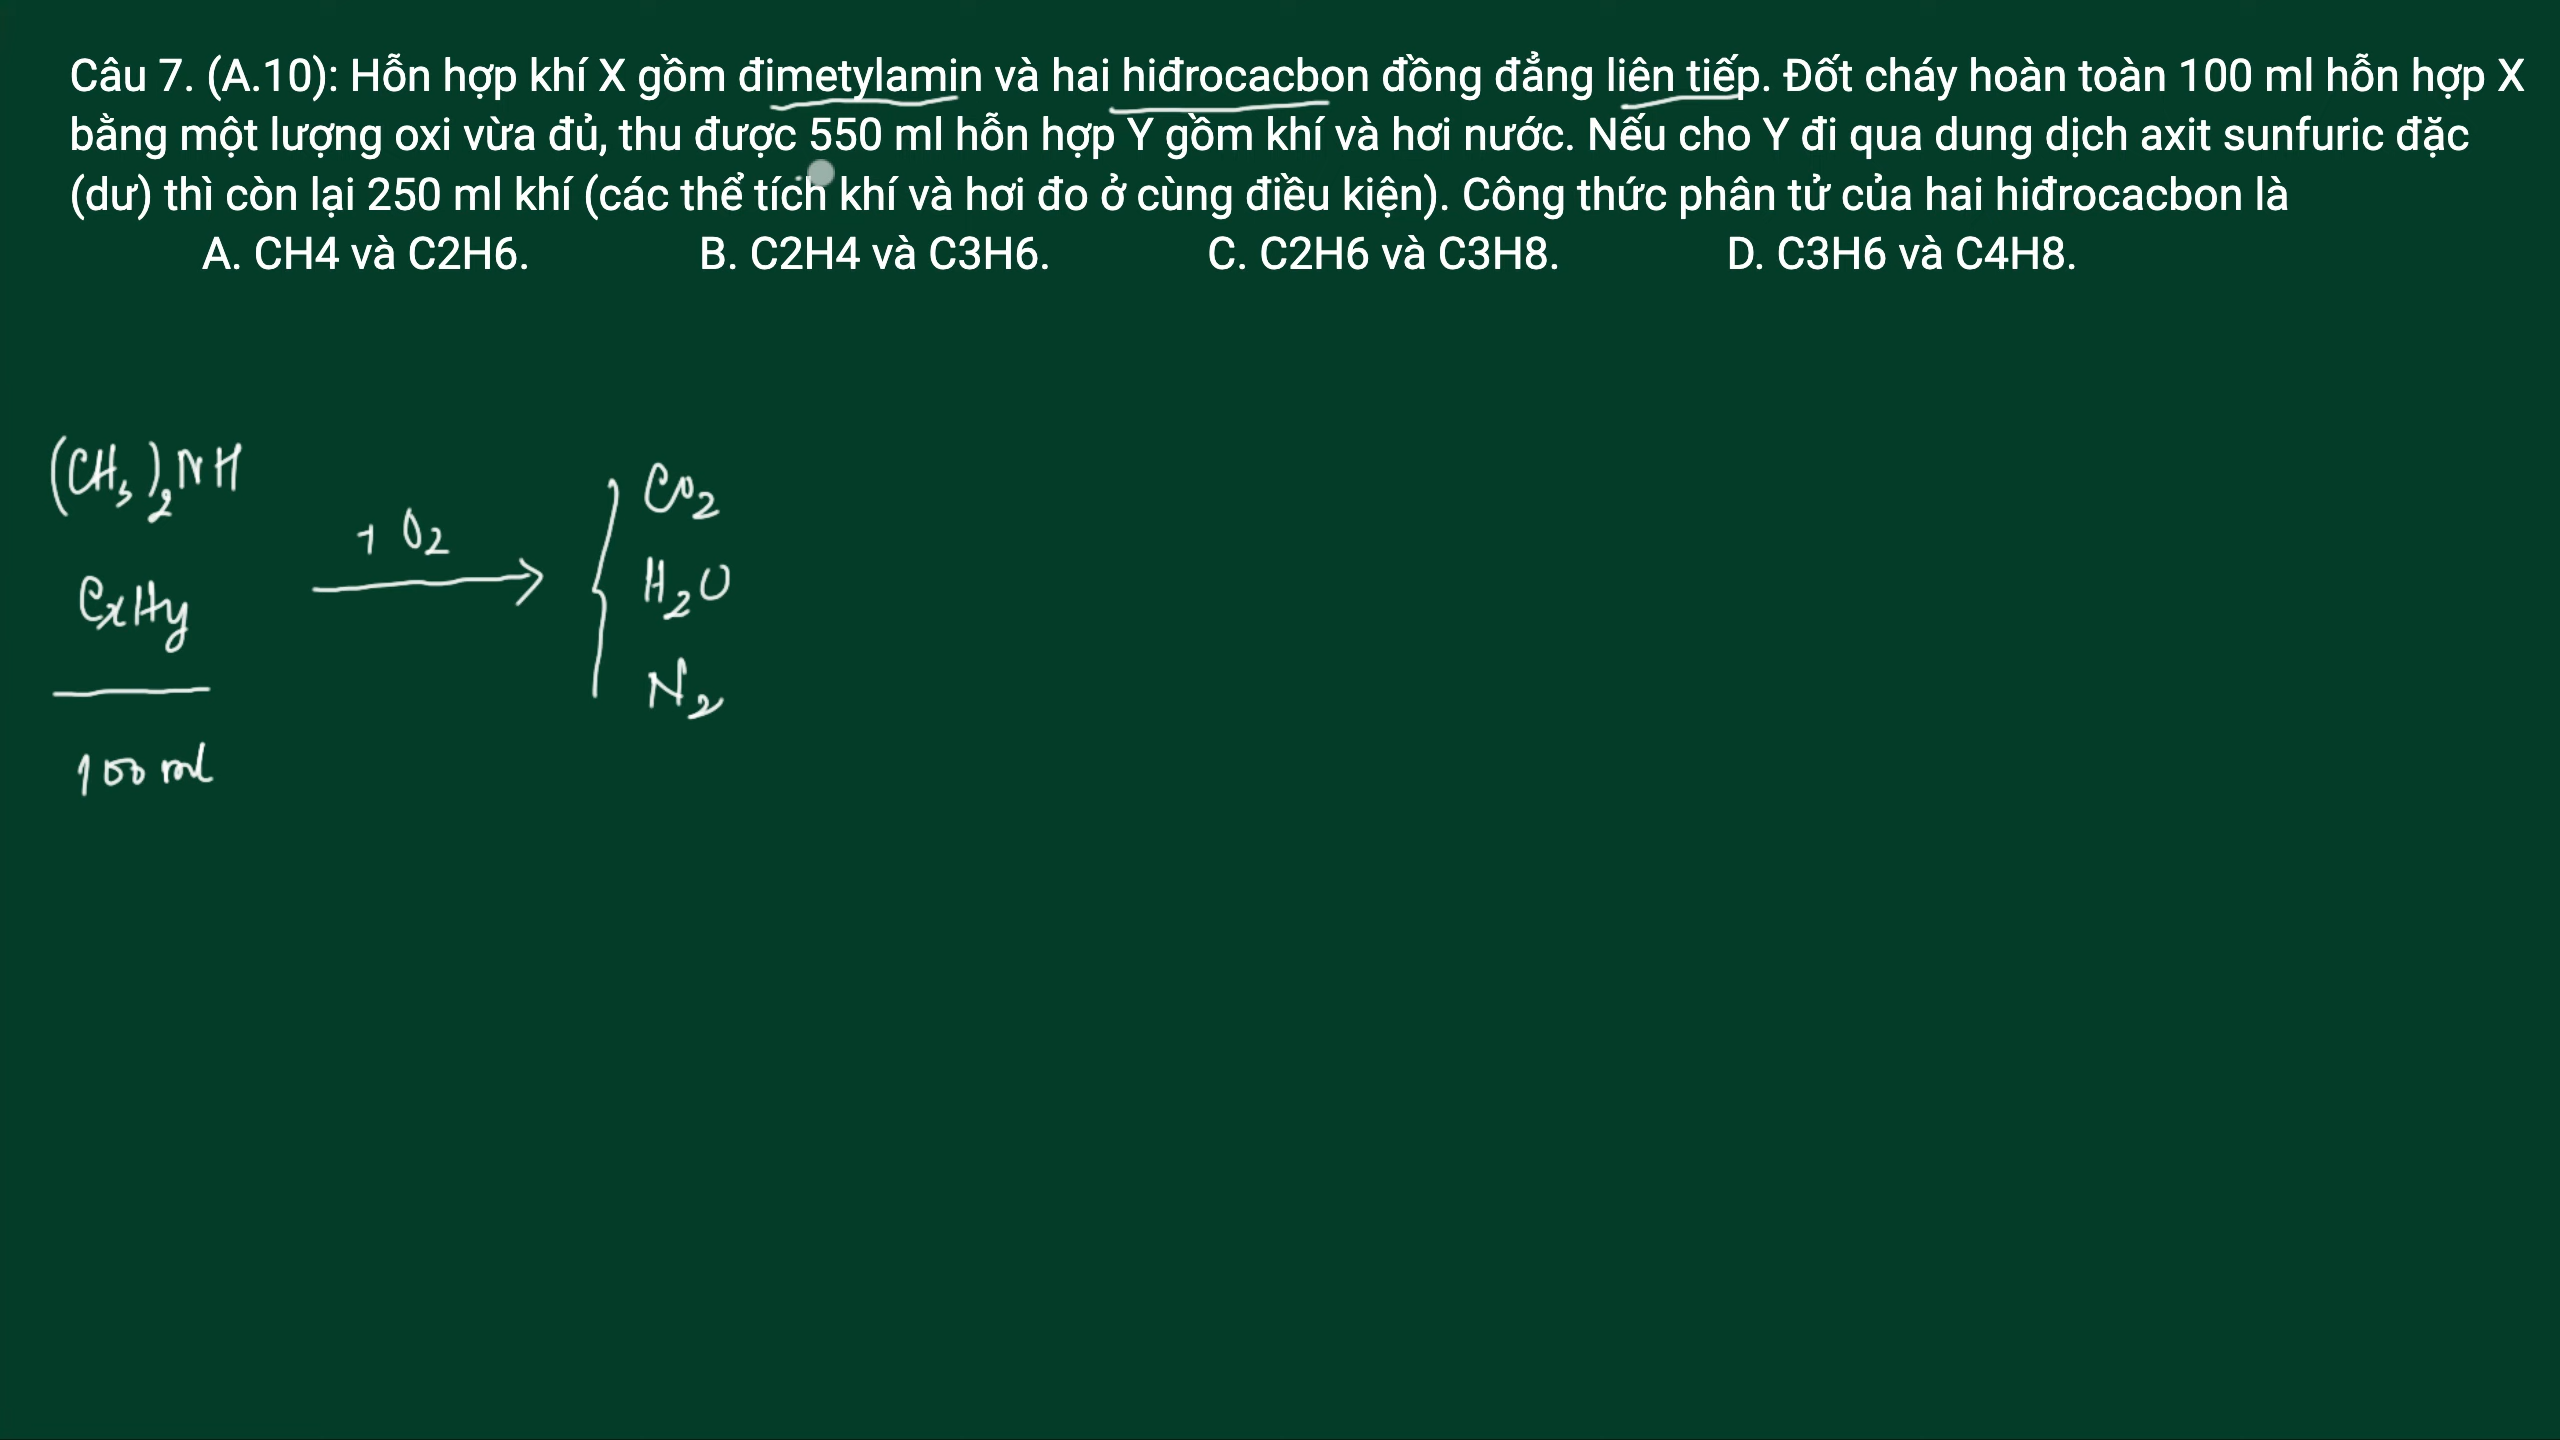 Câu 7. (A.10): Hỗn hợp khí X gồm đimetylamin và hai hiđrocacbon đồng đẳng liên tiếp. Đốt cháy hoàn toàn 100 ml hỗn hợp X
bằng một lượng oxi vừa đủ, thu được 550 ml hỗn hợp Y gồm khí và hơi nước. Nếu cho Y đi qua dung dịch axit sunfuric đặc
(dư) thì còn lại 250 ml khí (các thể tích khí và hơi đo ở cùng điều kiện). Công thức phân tử của hai hiđrocacbon là
A. CH4 và C2H6. B. C2H4 và C3H6. C. C2H6 và C3H8. D. C3H6 và C4H8.
(CH3)2NH
CxHy
100 ml
+ O2
CO2
H2O
N2